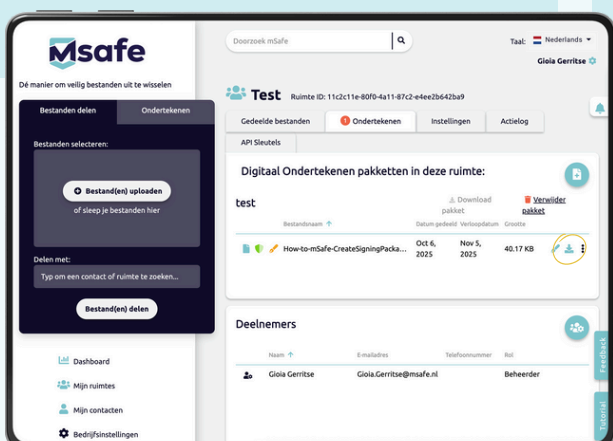 Msafe
Dé manier om veilig bestanden uit te wisselen
Bestanden delen
Ondertekenen
Bestanden selecteren:
Bestand(en) uploaden
of sleep je bestanden hier
Delen met:
Typ om een contact of ruimte te zoeken...
Bestand(en) delen
Dashboard
Mijn ruimtes
Mijn contacten
Bedrijfsinstellingen
Doorzoek mSafe
Taal: Nederlands
Gioia Gerritse
Test Ruimte ID: 11c2c11e-80f0-4a11-87c2-e4ee2b642ba9
Gedeelde bestanden
1 Ondertekenen
Instellingen
Actielog
API Sleutels
Digitaal Ondertekenen pakketten in deze ruimte:
test
Download
pakket
Verwijder
pakket
Bestandsnaam Datum gedeeld Verloopdatum Grootte
How-to-mSafe-CreateSigningPacka... Oct 6, Nov 5, 40.17 KB
2025 2025
Deelnemers
Naam E-mailadres Telefoonnummer Rol
Gioia Gerritse Gioia.Gerritse@msafe.nl Beheerder
Feedback
Tutorial